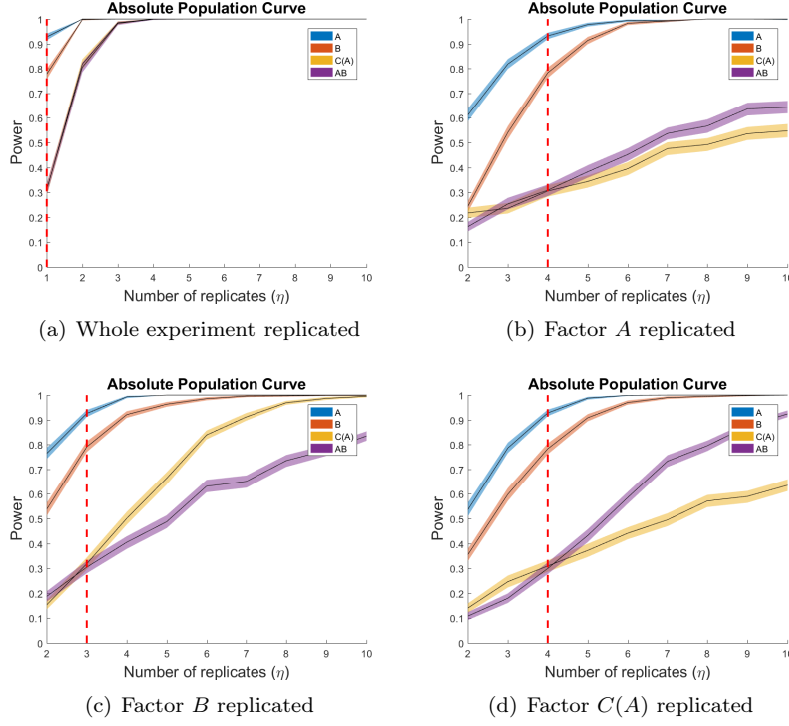 Absolute Population Curve
1
0.9
0.8
0.7
0.6
0.5
0.4
0.3
0.2
0.1
0
Power
A
B
C(A)
AB
1 2 3 4 5 6 7 8 9 10
Number of replicates (η)
(a) Whole experiment replicated
Absolute Population Curve
1
0.9
0.8
0.7
0.6
0.5
0.4
0.3
0.2
0.1
0
Power
A
B
C(A)
AB
2 3 4 5 6 7 8 9 10
Number of replicates (η)
(b) Factor A replicated
Absolute Population Curve
1
0.9
0.8
0.7
0.6
0.5
0.4
0.3
0.2
0.1
0
Power
A
B
C(A)
AB
2 3 4 5 6 7 8 9 10
Number of replicates (η)
(c) Factor B replicated
Absolute Population Curve
1
0.9
0.8
0.7
0.6
0.5
0.4
0.3
0.2
0.1
0
Power
A
B
C(A)
AB
2 3 4 5 6 7 8 9 10
Number of replicates (η)
(d) Factor C(A) replicated